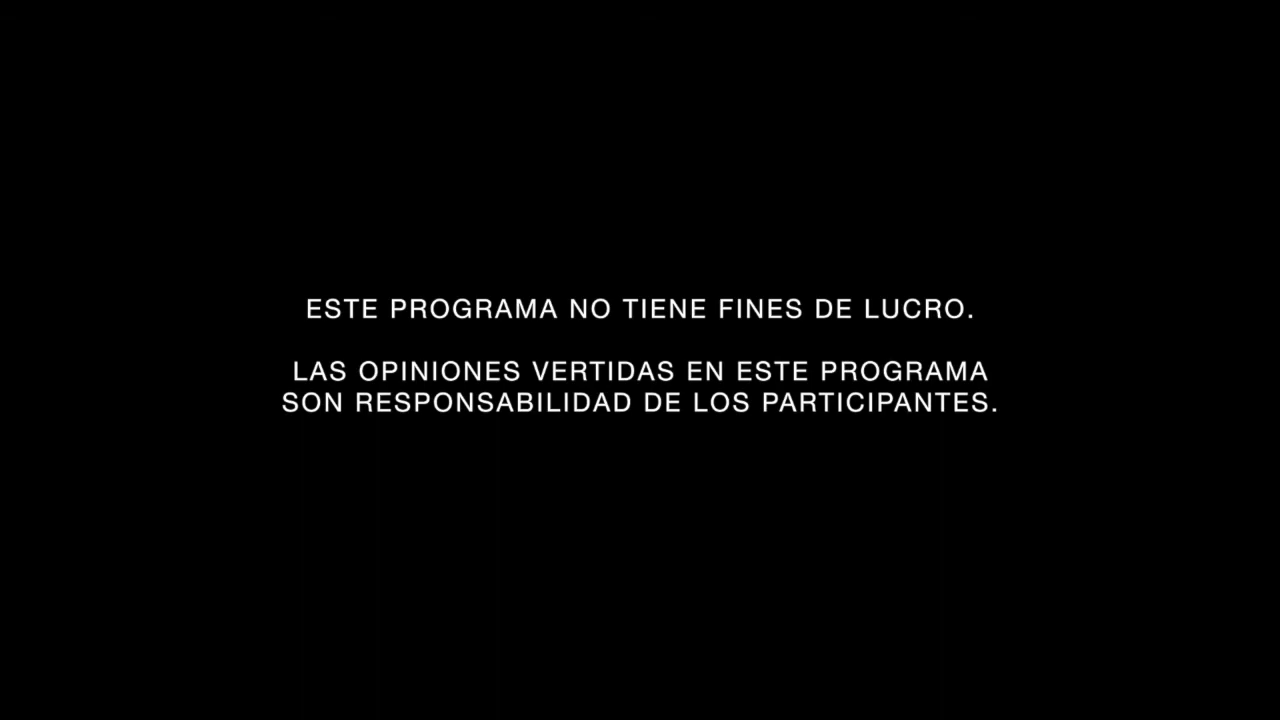 ESTE PROGRAMA NO TIENE FINES DE LUCRO.
LAS OPINIONES VERTIDAS EN ESTE PROGRAMA
SON RESPONSABILIDAD DE LOS PARTICIPANTES.